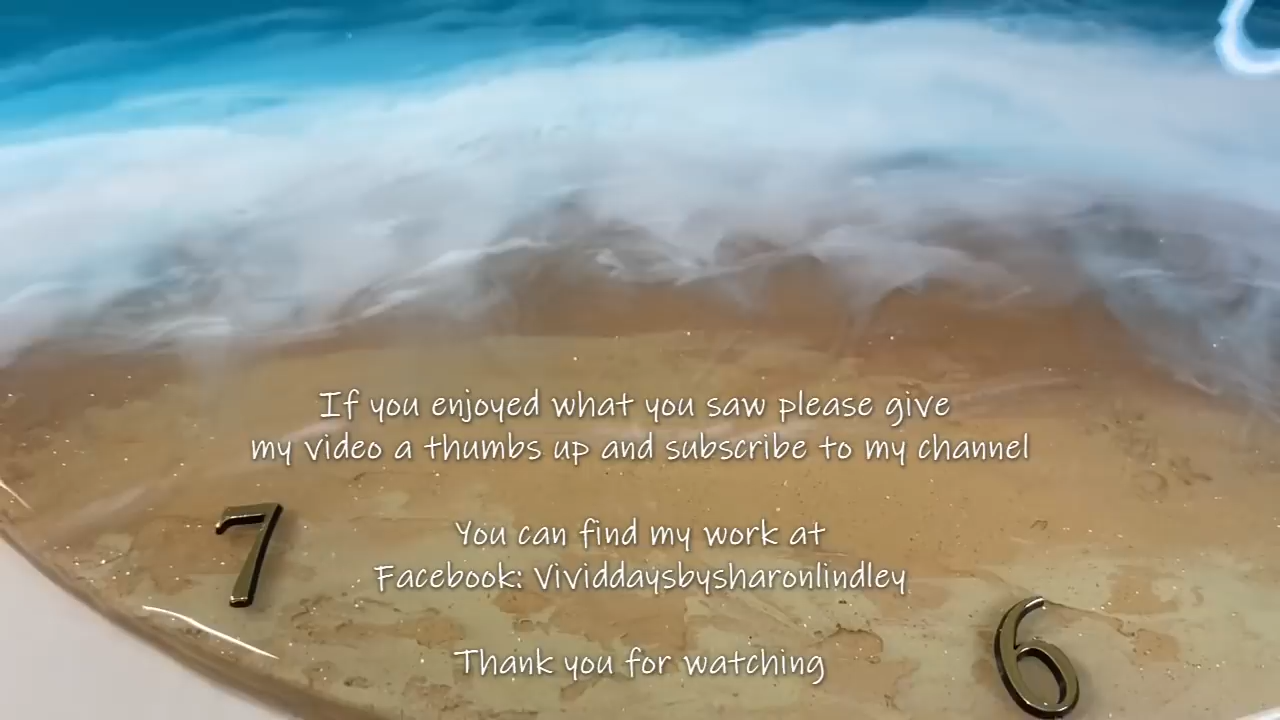 If you enjoyed what you saw please give
my video a thumbs up and subscribe to my channel
You can find my work at
Facebook: Vividdaysbysharonlindley
Thank you for watching
7
6